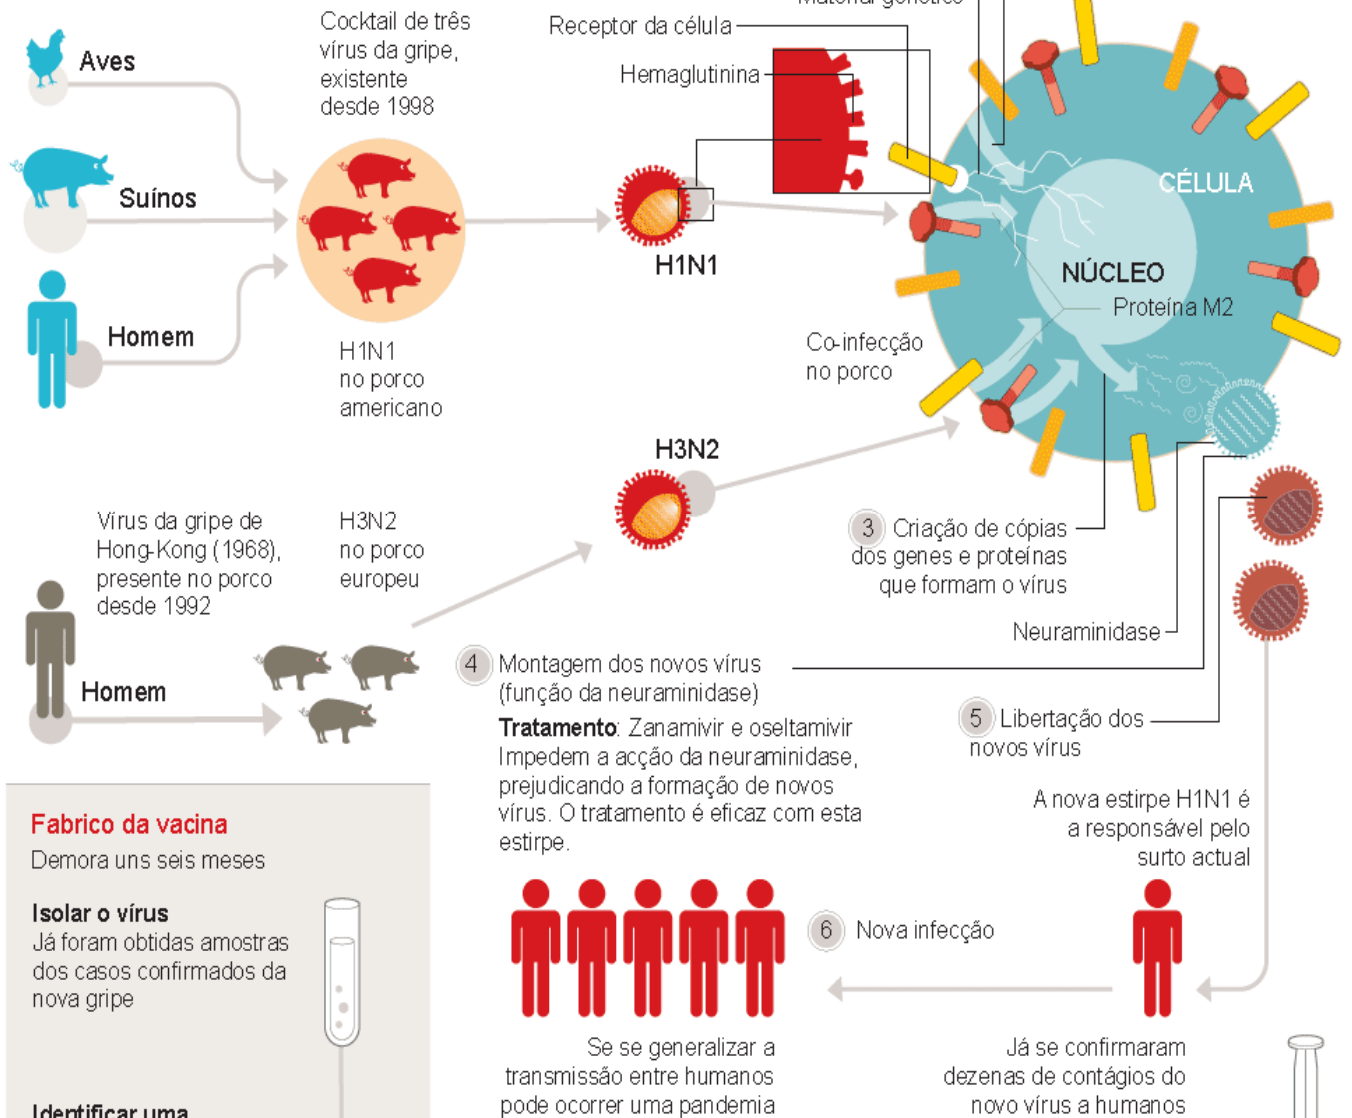 Material genético
Aves
Cocktail de três
vírus da gripe,
existente
desde 1998
Receptor da célula
Hemaglutinina
Suínos
CÉLULA
H1N1
NÚCLEO
Proteína M2
Homem
H1N1
no porco
americano
Co-infecção
no porco
H3N2
Vírus da gripe de
Hong-Kong (1968),
presente no porco
desde 1992
H3N2
no porco
europeu
3 Criação de cópias
dos genes e proteínas
que formam o vírus
Neuraminidase
Homem
4 Montagem dos novos vírus
(função da neuraminidase)
Tratamento: Zanamivir e oseltamivir
Impedem a acção da neuraminidase,
prejudicando a formação de novos
vírus. O tratamento é eficaz com esta
estirpe.
5 Libertação dos
novos vírus
A nova estirpe H1N1 é
a responsável pelo
surto actual
Fabrico da vacina
Demora uns seis meses
Isolar o vírus
Já foram obtidas amostras
dos casos confirmados da
nova gripe
6 Nova infecção
Se se generalizar a
transmissão entre humanos
pode ocorrer uma pandemia
Já se confirmaram
dezenas de contágios do
novo vírus a humanos
Identificar uma